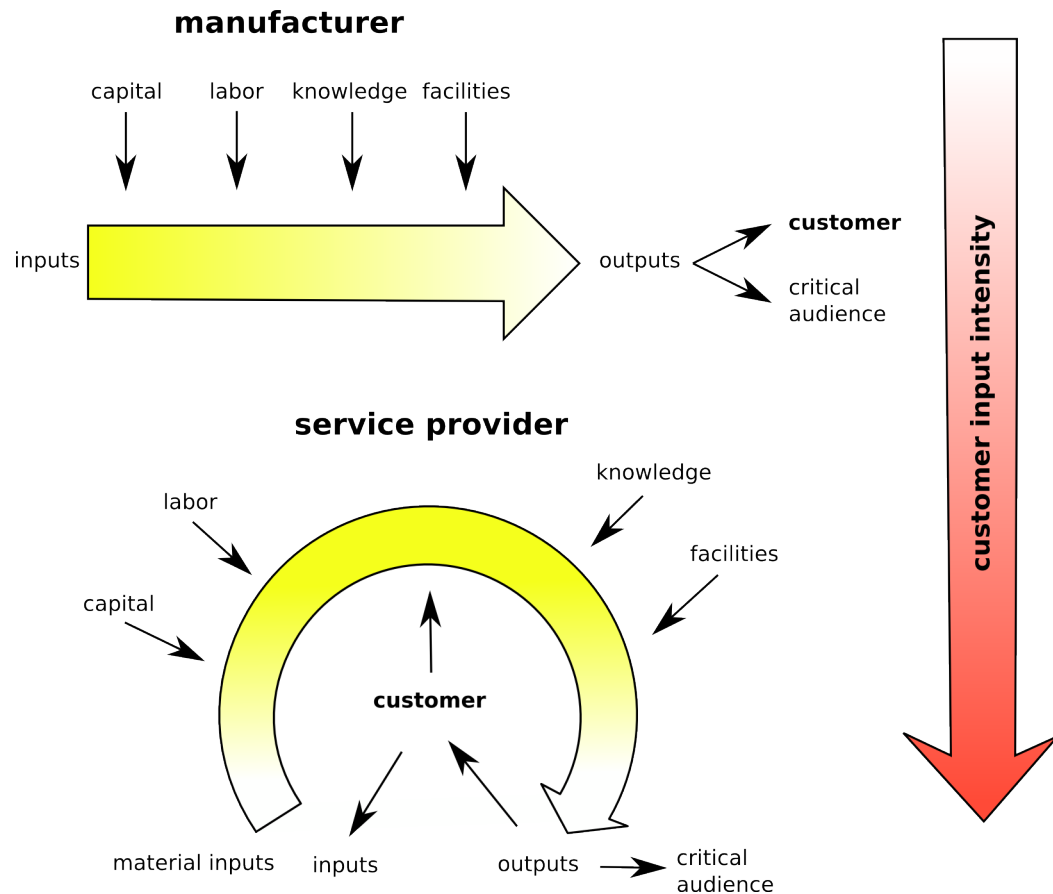 manufacturer
capital labor knowledge facilities
inputs
outputs
customer
critical
audience
customer input intensity
service provider
labor
knowledge
facilities
capital
customer
material inputs
inputs
outputs
critical
audience